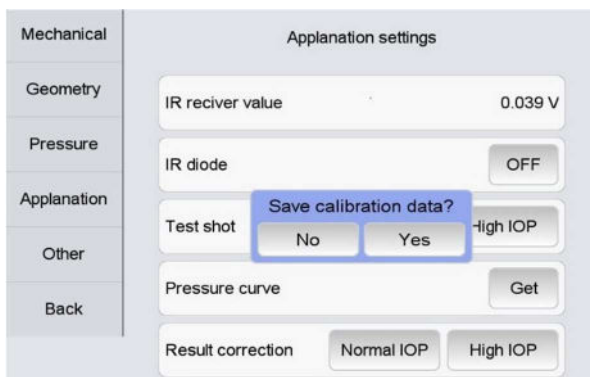 Mechanical
Geometry
Pressure
Applanation
Other
Back
Applanation settings
IR reciver value 0.039 V
IR diode OFF
Save calibration data?
No Yes
Test shot High IOP
Pressure curve Get
Result correction Normal IOP High IOP